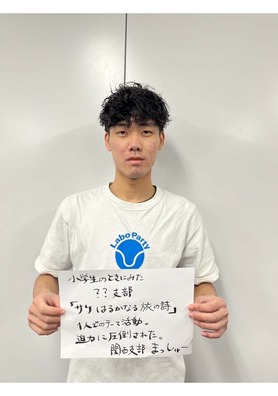 Labo Party
小学生のときにみた
??支部
「サケ はるかなる旅の詩」
1人でのテーマ活動。
迫力に圧倒された。
関西支部 まっしゅー